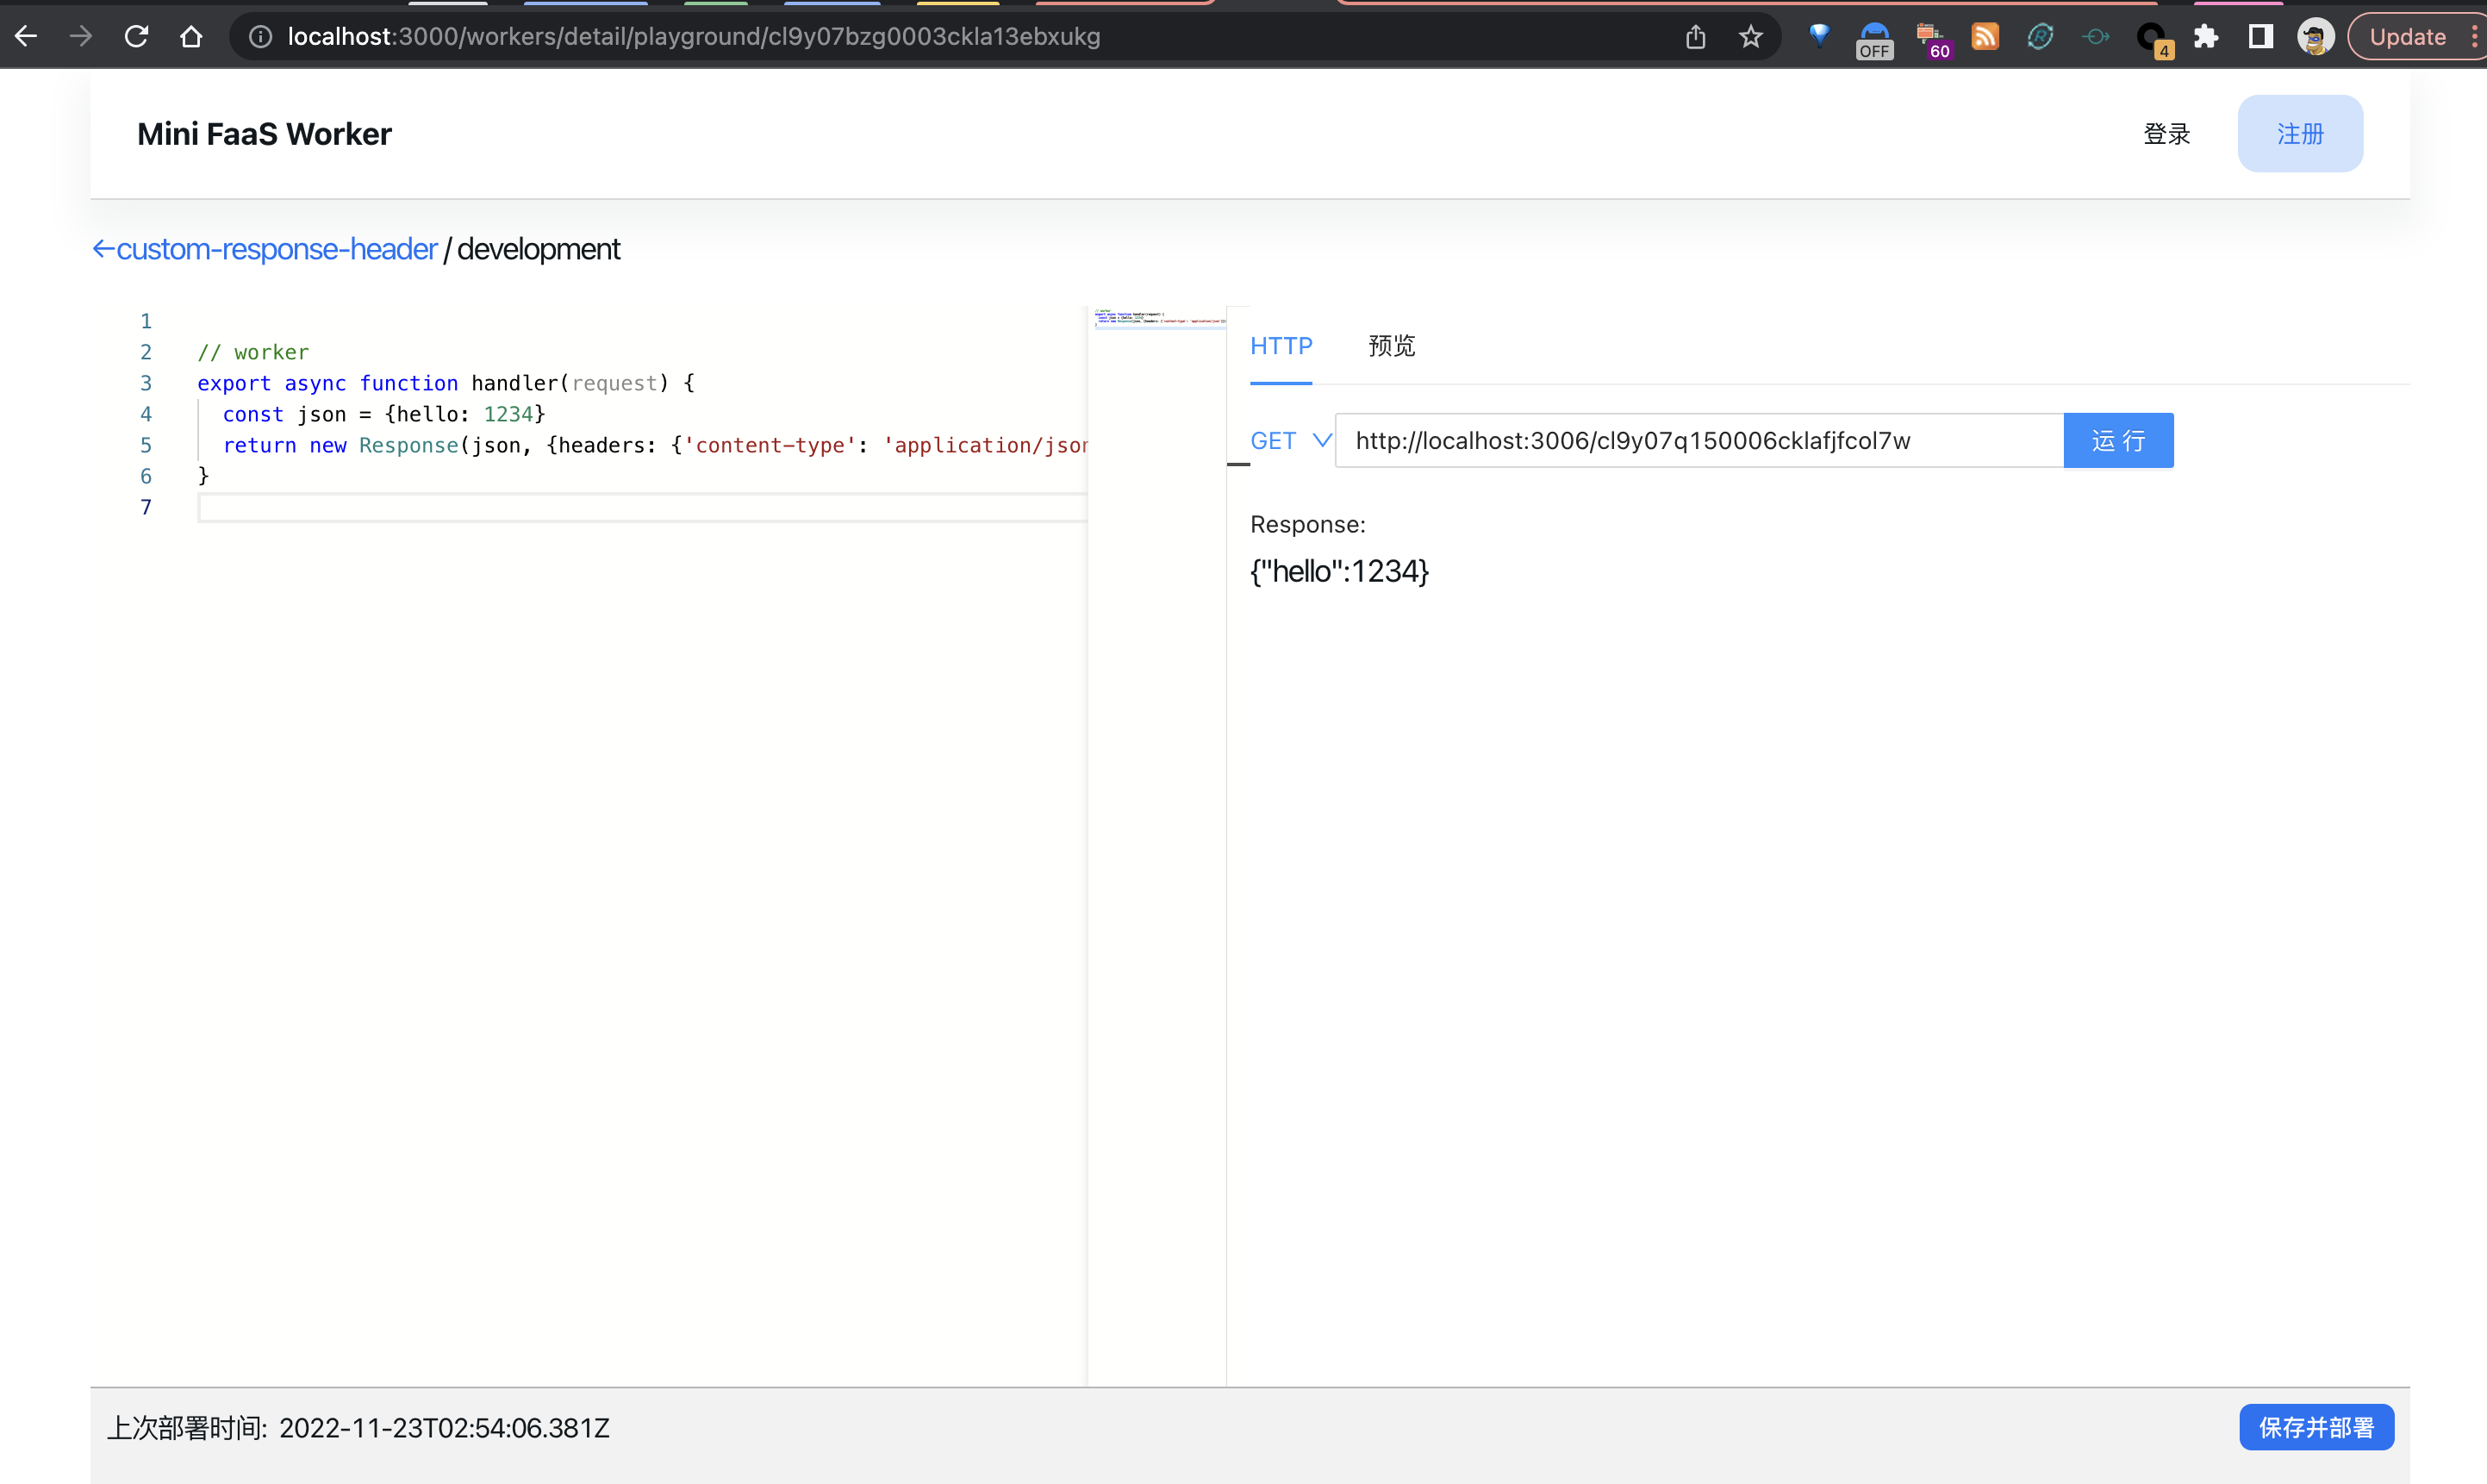 localhost:3000/workers/detail/playground/cl9y07bzg0003ckla13ebxukg
OFF
60
4
Update
Mini FaaS Worker
登录
注册
←custom-response-header / development
1
2 // worker
3 export async function handler(request) {
4 const json = {hello: 1234}
5 return new Response(json, {headers: {'content-type': 'application/json
6 }
7
HTTP
预览
GET
http://localhost:3006/cl9y07q150006cklafjfcol7w
运 行
Response:
{"hello":1234}
上次部署时间: 2022-11-23T02:54:06.381Z
保存并部署